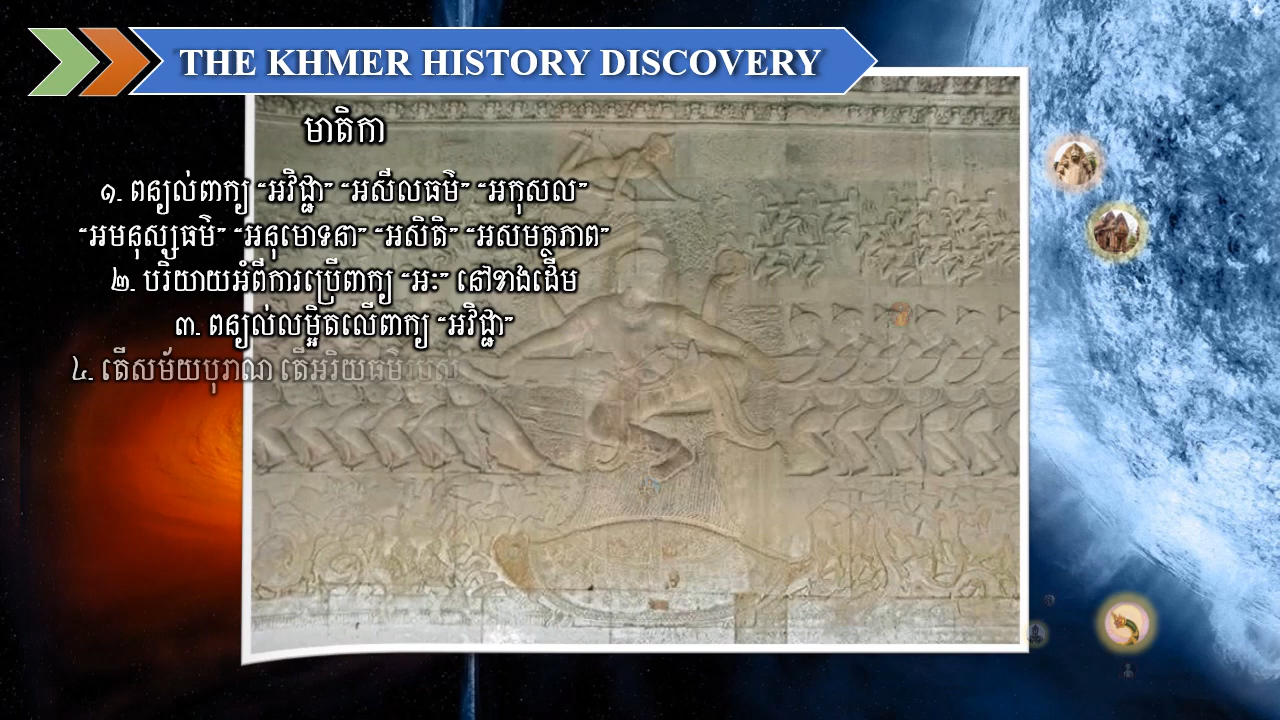 THE KHMER HISTORY DISCOVERY
មាតិកា
១. ពន្យល់ពាក្យ “អវិជ្ជា” “អសីលធម៌” “អកុសល”
“អមនុស្សធម៌” “អនុមោទនា” “អសិតិ” “អសមត្ថភាព”
២. បរិយាយអំពីការប្រើពាក្យ “អៈ” នៅខាងដើម
៣. ពន្យល់លម្អិតលើពាក្យ “អវិជ្ជា”
៤. តើសម័យបុរាណ តើអរិយធម៌របស